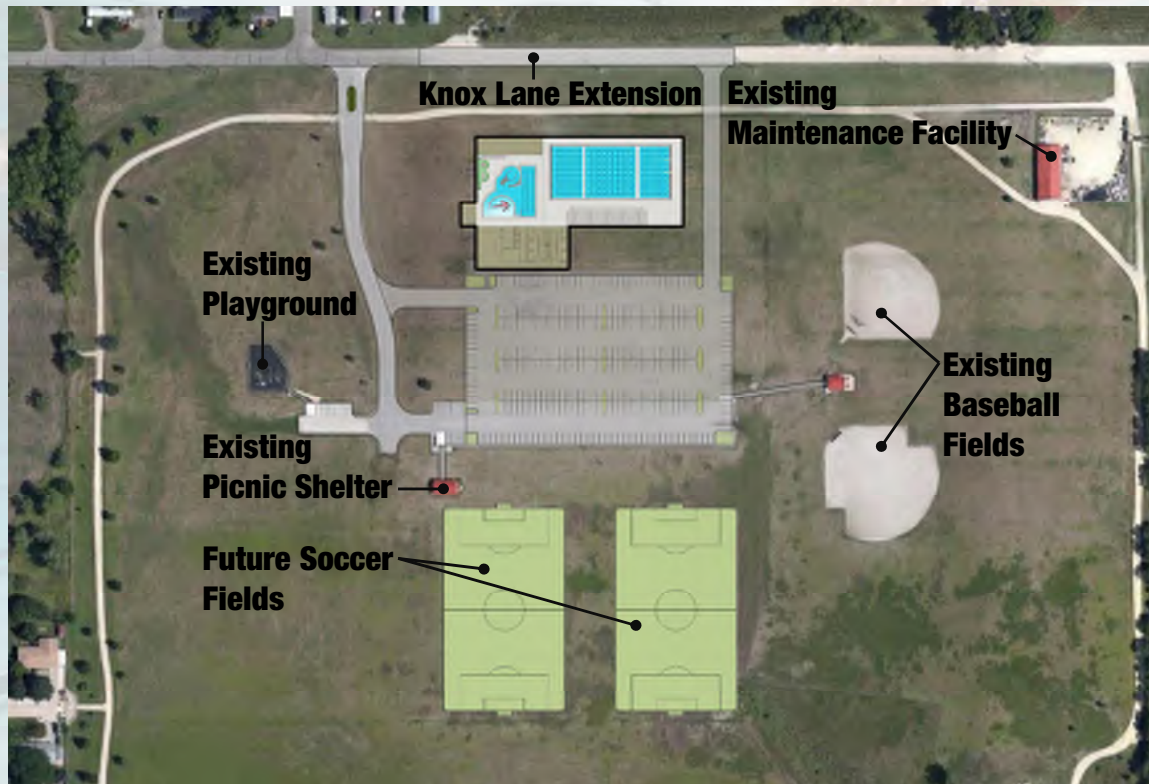 Knox Lane Extension
Existing
Maintenance Facility
Existing
Playground
Existing
Baseball
Fields
Existing
Picnic Shelter
Future Soccer
Fields